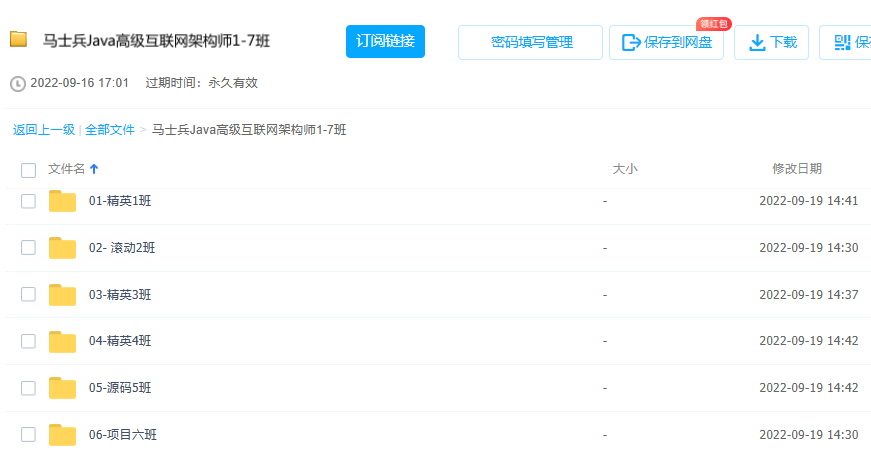 马士兵Java高级互联网架构师1-7班 订阅链接 密码填写管理 保存到网盘 领红包 下载
2022-09-16 17:01 过期时间：永久有效
返回上一级 | 全部文件 > 马士兵Java高级互联网架构师1-7班
文件名 大小 修改日期
01-精英1班 - 2022-09-19 14:41
02- 滚动2班 - 2022-09-19 14:30
03-精英3班 - 2022-09-19 14:37
04-精英4班 - 2022-09-19 14:42
05-源码5班 - 2022-09-19 14:42
06-项目六班 - 2022-09-19 14:30